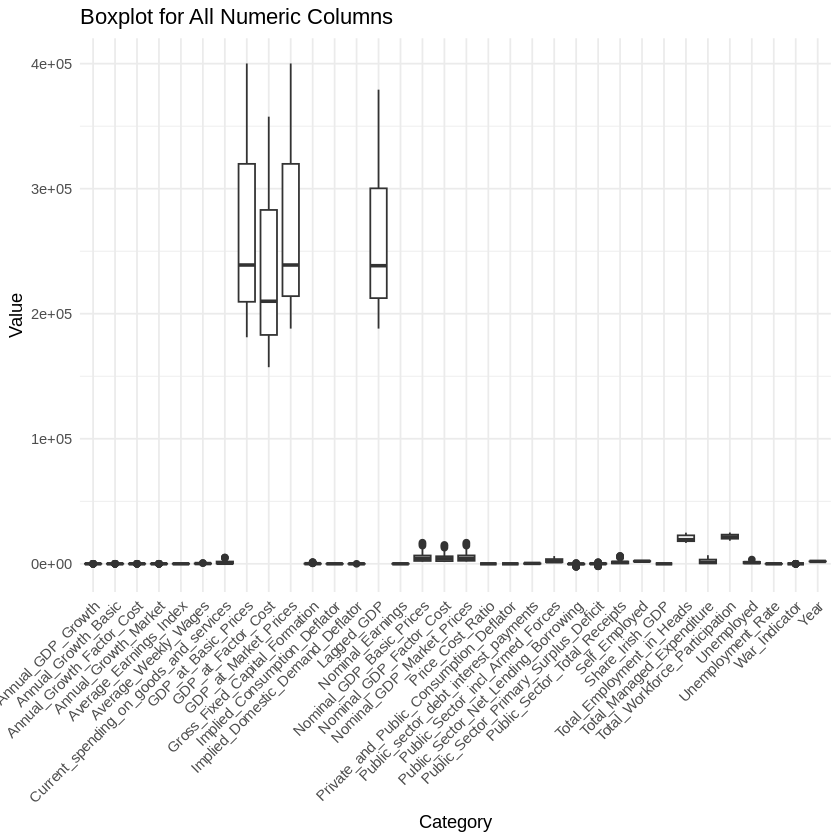 Boxplot for All Numeric Columns
4e+05
3e+05
2e+05
1e+05
0e+00
Value
Annual_GDP_Growth
Annual_Growth_Basic
Annual_Growth_Factor_Cost
Annual_Growth_Market
Average_Earnings_Index
Average_Weekly_Wages
Current_spending_on_goods_and_services
GDP_at_Basic_Prices
GDP_at_Factor_Cost
GDP_at_Market_Prices
Gross_Fixed_Capital_Formation
Implied_Consumption_Deflator
Implied_Domestic_Demand_Deflator
Lagged_GDP
Nominal_Earnings
Nominal_GDP_Basic_Prices
Nominal_GDP_Factor_Cost
Nominal_GDP_Market_Prices
Price_Cost_Ratio
Private_and_Public_Consumption_Deflator
Public_sector_debt_interest_payments
Public_Sector_incl_Armed_Forces
Public_Sector_Net_Lending_Borrowing
Public_Sector_Primary_Surplus_Deficit
Public_Sector_Total_Receipts
Self_Employed
Share_Irish_GDP
Total_Employment_in_Heads
Total_Managed_Expenditure
Total_Workforce_Participation
Unemployed
Unemployment_Rate
War_Indicator
Year
Category